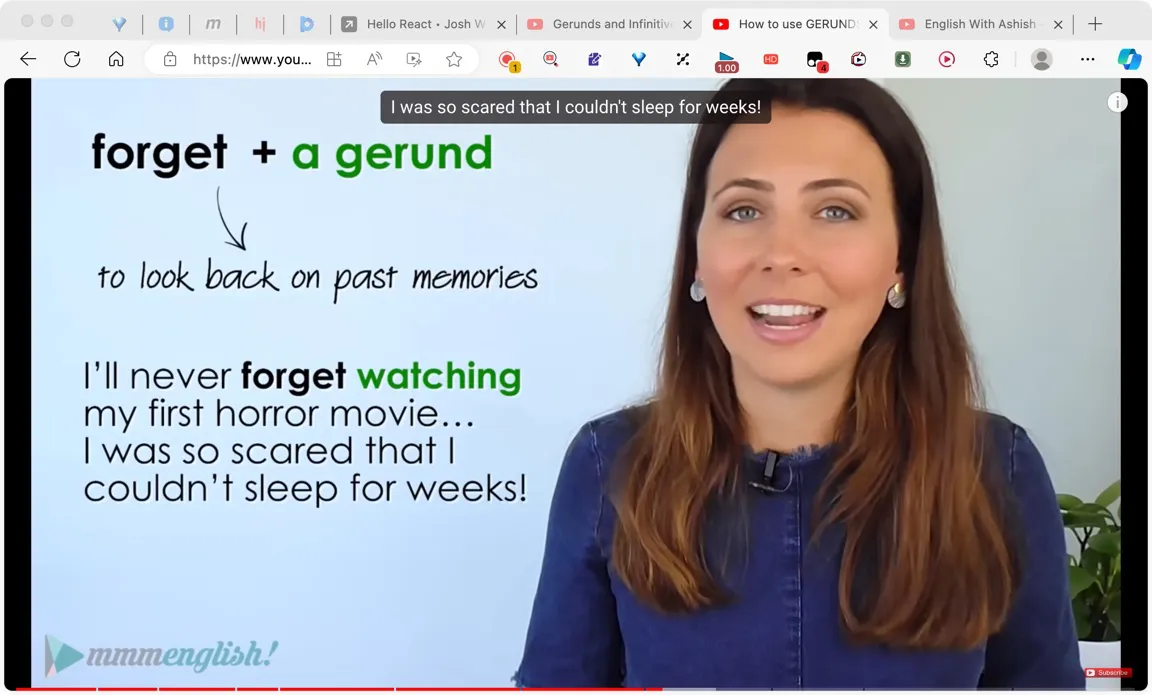 Hello React • Josh W
Gerunds and Infinitiv
How to use GERUND
English With Ashish
https://www.you...
1
1.00
HD
4
I was so scared that I couldn't sleep for weeks!
forget + a gerund
to look back on past memories
I'll never forget watching
my first horror movie...
I was so scared that I
couldn't sleep for weeks!
mmmenglish!
Subscribe